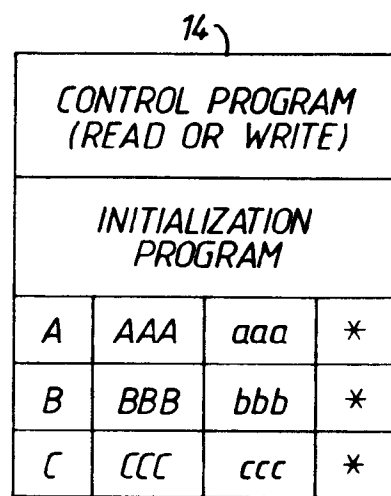 14
CONTROL PROGRAM
(READ OR WRITE)
INITIALIZATION
PROGRAM
A AAA aaa *
B BBB bbb *
C CCC ccc *